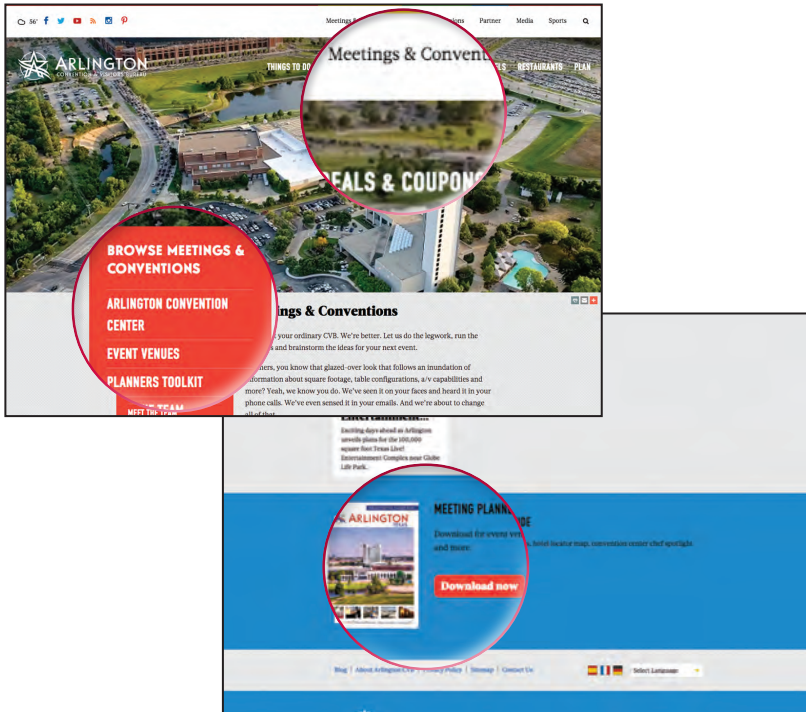 56°
Meetings &
Partner
Media
Sports
ARLINGTON
CONVENTION & VISITORS BUREAU
THINGS TO DO
RESTAURANTS
PLAN
Meetings & Convent
DEALS & COUPONS
BROWSE MEETINGS &
CONVENTIONS
ARLINGTON CONVENTION
CENTER
EVENT VENUES
PLANNERS TOOLKIT
MEET THE TEAM
ings & Conventions
your ordinary CVB. We're better. Let us do the legwork, run the
and brainstorm the ideas for your next event.
ners, you know that glazed-over look that follows an inundation of
information about square footage, table configurations, a/v capabilities and
more? Yeah, we know you do. We've seen it on your faces and heard it in your
phone calls. We've even sensed it in your emails. And we're about to change
all of that.
Entertainment...
Exciting days ahead as Arlington
unveils plans for the 100,000
square foot Texas Live!
Entertainment Complex near Globe
Life Park.
ARLINGTON
TEXAS
MEETING PLANN
IDE
Download for event ven
hotel locator map, convention center chef spotlight
and more.
Download now
Blog | About Arlington CVB | Privacy Policy | Sitemap | Contact Us
Select Language